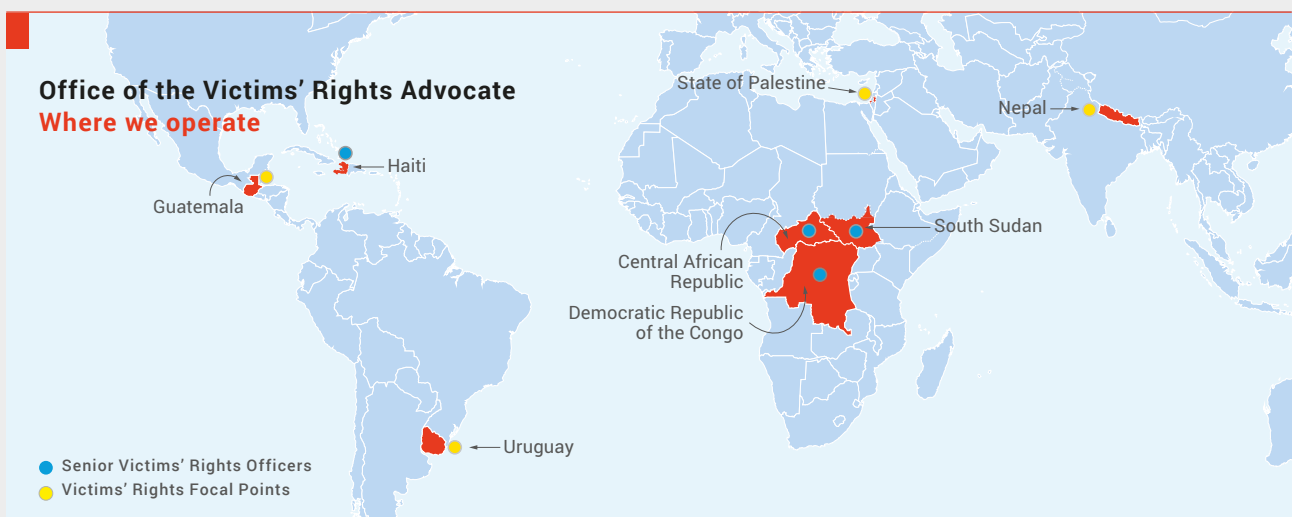 Office of the Victims’ Rights Advocate
Where we operate
State of Palestine
Nepal
Haiti
Guatemala
South Sudan
Central African
Republic
Democratic Republic
of the Congo
Uruguay
Senior Victims’ Rights Officers
Victims’ Rights Focal Points